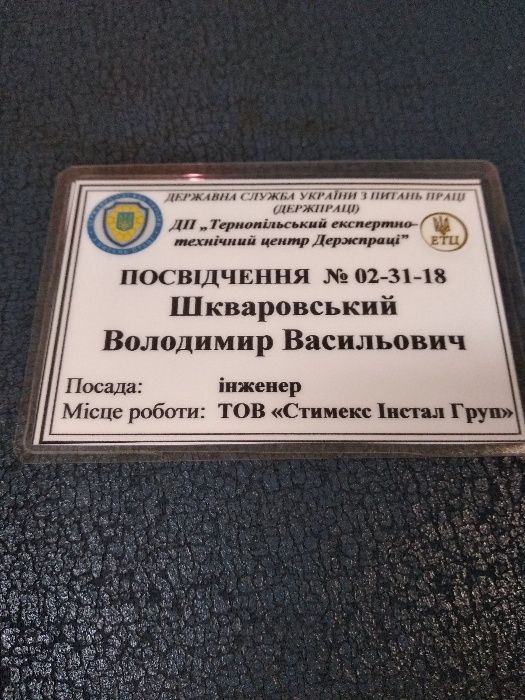 ДЕРЖАВНА СЛУЖБА УКРАЇНИ З ПИТАНЬ ПРАЦІ
(ДЕРЖПРАЦІ)
ДП „Тернопільський експертно-
технічний центр Держпраці”
ЕТЦ
ПОСВІДЧЕННЯ № 02-31-18
Шкваровський
Володимир Васильович
Посада: інженер
Місце роботи: ТОВ «Стимекс Інстал Груп»